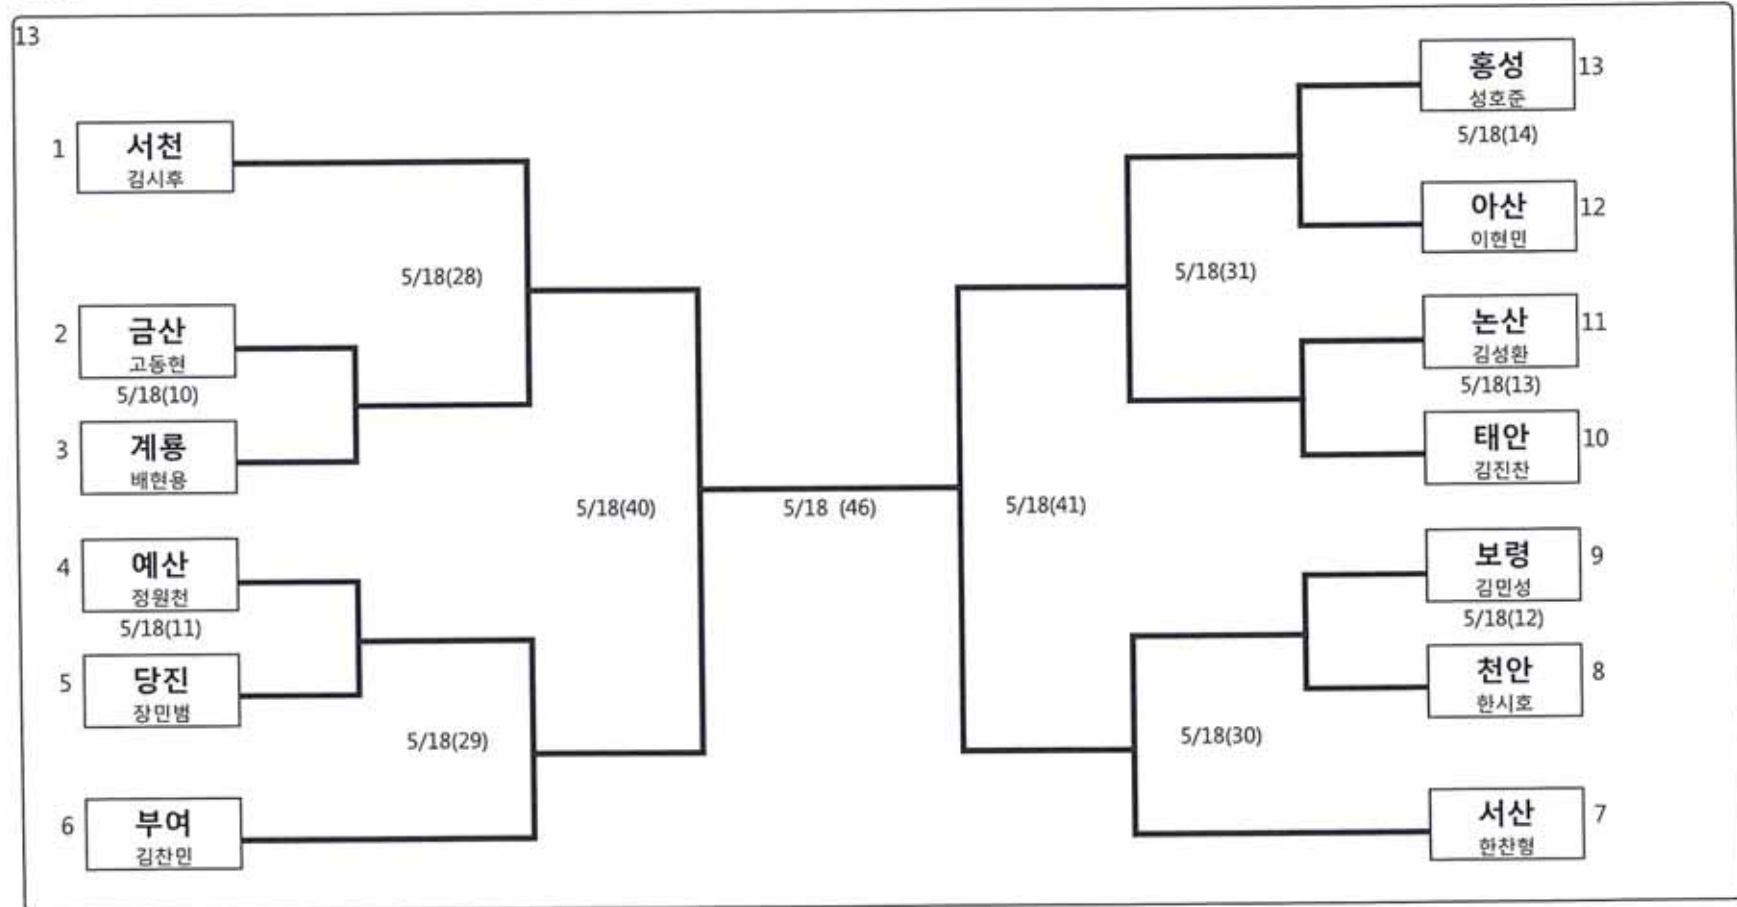 13
1
서천
김시후
5/18(28)
2
금산
고동현
5/18(10)
3
계룡
배현용
5/18(40)
4
예산
정원천
5/18(11)
5
당진
장민범
5/18(29)
6
부여
김찬민
5/18 (46)
홍성
13
성호준
5/18(14)
아산
12
이현민
5/18(31)
논산
11
김성환
5/18(13)
태안
10
김진찬
5/18(41)
보령
9
김민성
5/18(12)
천안
8
한시호
5/18(30)
서산
7
한찬형